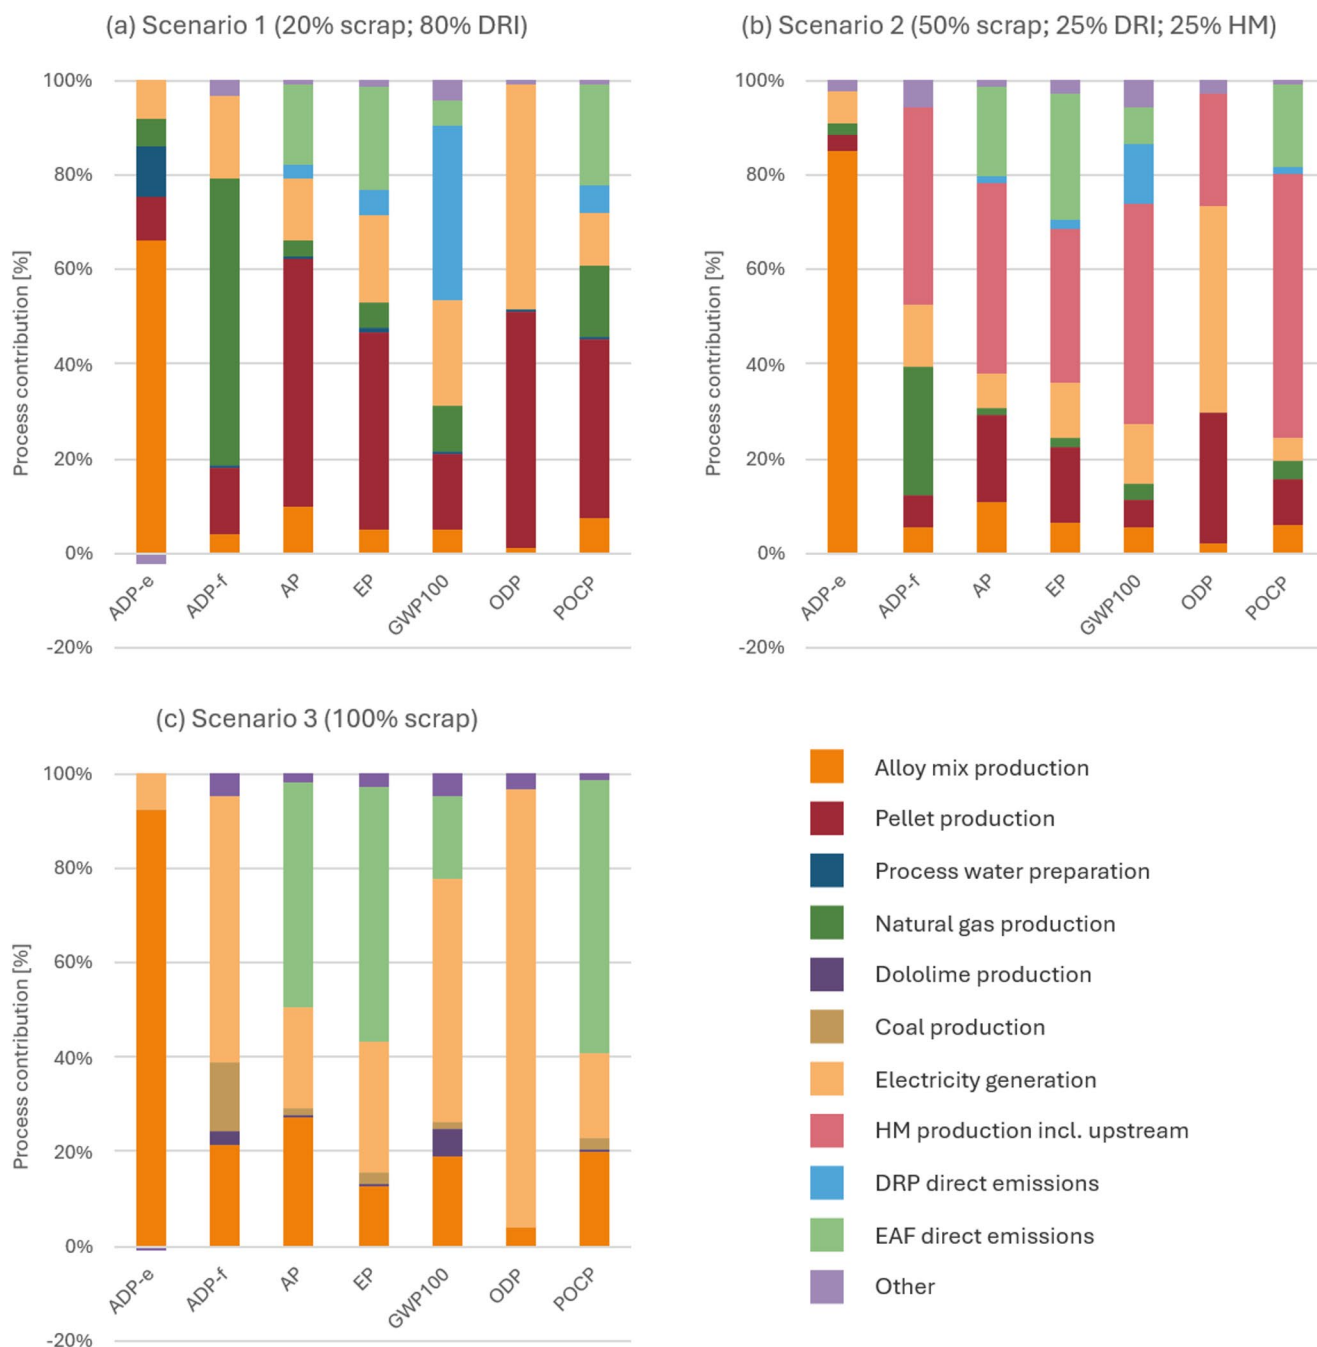 (a) Scenario 1 (20% scrap; 80% DRI)
Process contribution [%]
100%
80%
60%
40%
20%
0%
-20%
ADP-e
ADP-f
AP
EP
GWP100
ODP
POCP
(b) Scenario 2 (50% scrap; 25% DRI; 25% HM)
Process contribution [%]
100%
80%
60%
40%
20%
0%
-20%
ADP-e
ADP-f
AP
EP
GWP100
ODP
POCP
(c) Scenario 3 (100% scrap)
Process contribution [%]
100%
80%
60%
40%
20%
0%
-20%
ADP-e
ADP-f
AP
EP
GWP100
ODP
POCP
Alloy mix production
Pellet production
Process water preparation
Natural gas production
Dololime production
Coal production
Electricity generation
HM production incl. upstream
DRP direct emissions
EAF direct emissions
Other